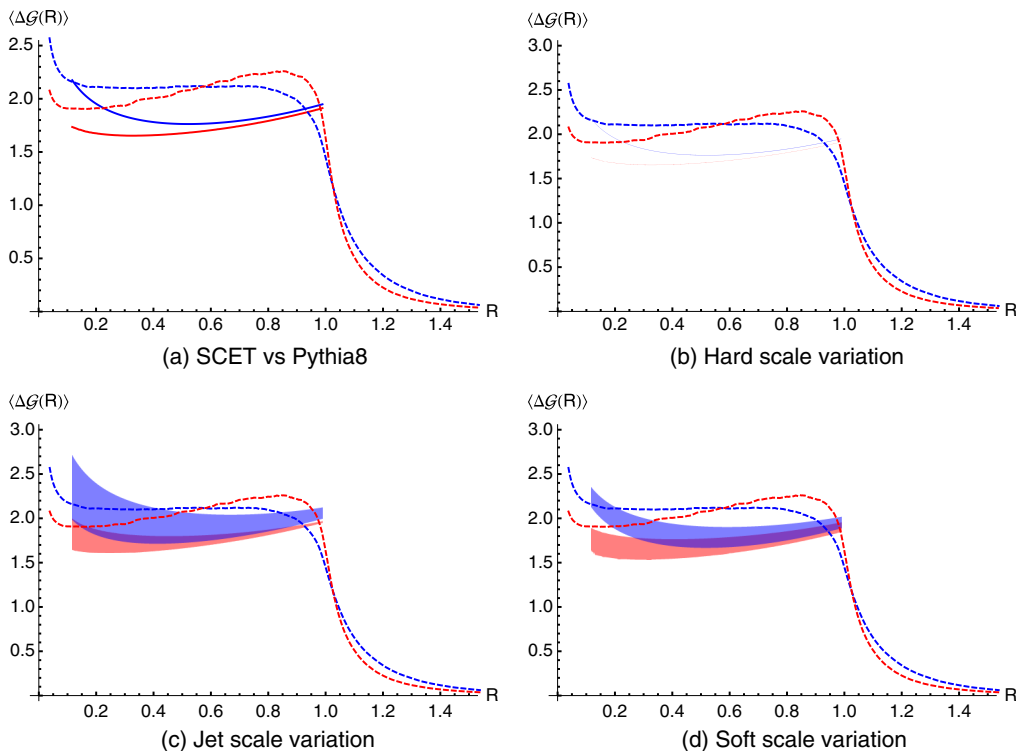 ⟨Δ𝒢(R)⟩
2.5
2.0
1.5
1.0
0.5
0.2 0.4 0.6 0.8 1.0 1.2 1.4 R
(a) SCET vs Pythia8
⟨Δ𝒢(R)⟩
3.0
2.5
2.0
1.5
1.0
0.5
0.2 0.4 0.6 0.8 1.0 1.2 1.4 R
(b) Hard scale variation
⟨Δ𝒢(R)⟩
3.0
2.5
2.0
1.5
1.0
0.5
0.2 0.4 0.6 0.8 1.0 1.2 1.4 R
(c) Jet scale variation
⟨Δ𝒢(R)⟩
3.0
2.5
2.0
1.5
1.0
0.5
0.2 0.4 0.6 0.8 1.0 1.2 1.4 R
(d) Soft scale variation